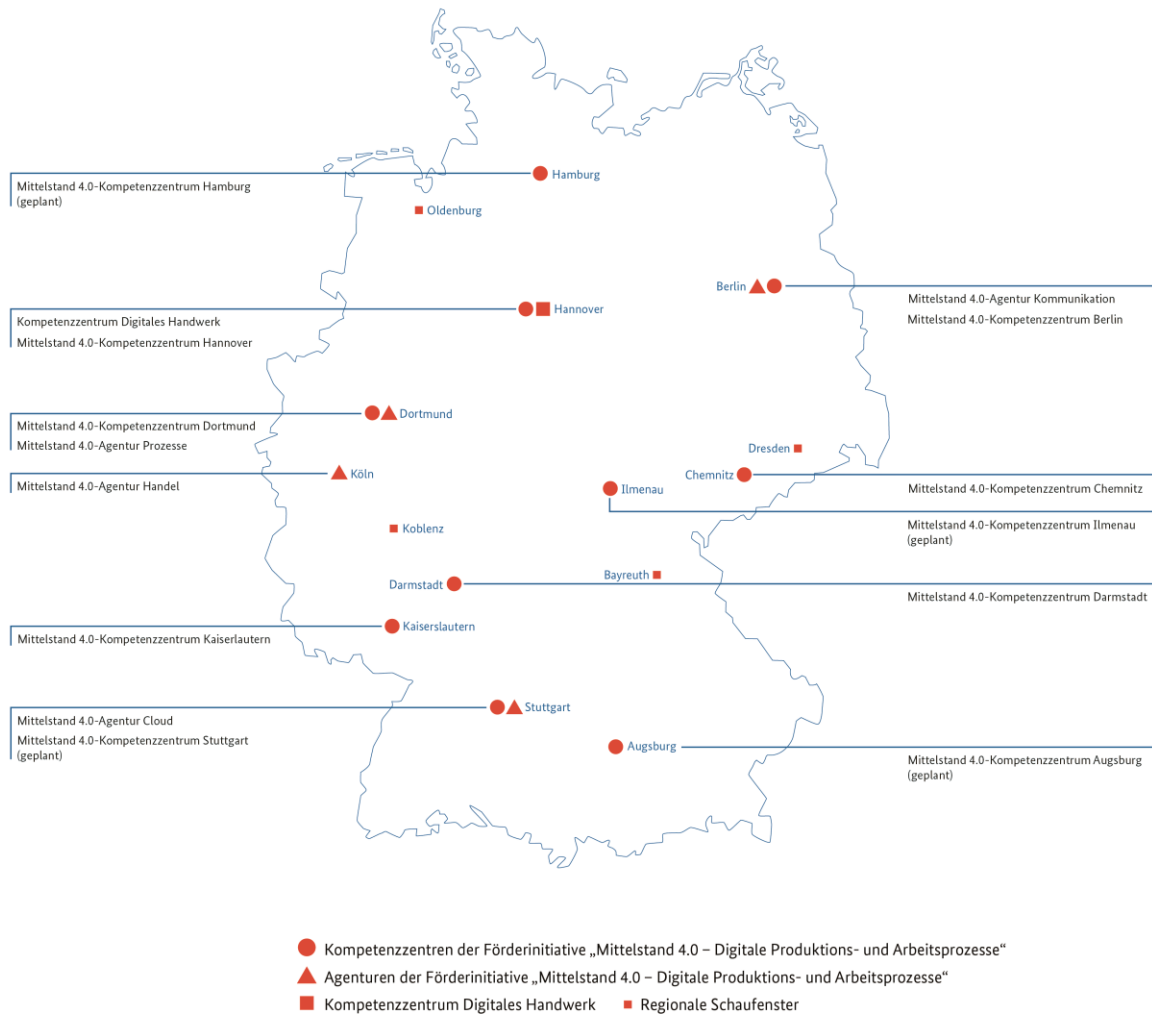 Hamburg
Mittelstand 4.0-Kompetenzzentrum Hamburg
(geplant)
Oldenburg
Berlin
Mittelstand 4.0-Agentur Kommunikation
Mittelstand 4.0-Kompetenzzentrum Berlin
Hannover
Kompetenzzentrum Digitales Handwerk
Mittelstand 4.0-Kompetenzzentrum Hannover
Dortmund
Mittelstand 4.0-Kompetenzzentrum Dortmund
Mittelstand 4.0-Agentur Prozesse
Dresden
Köln
Mittelstand 4.0-Agentur Handel
Chemnitz
Mittelstand 4.0-Kompetenzzentrum Chemnitz
Ilmenau
Mittelstand 4.0-Kompetenzzentrum Ilmenau
(geplant)
Koblenz
Bayreuth
Darmstadt
Mittelstand 4.0-Kompetenzzentrum Darmstadt
Kaiserslautern
Mittelstand 4.0-Kompetenzzentrum Kaiserlautern
Stuttgart
Mittelstand 4.0-Agentur Cloud
Mittelstand 4.0-Kompetenzzentrum Stuttgart
(geplant)
Augsburg
Mittelstand 4.0-Kompetenzzentrum Augsburg
(geplant)
Kompetenzzentren der Förderinitiative „Mittelstand 4.0 – Digitale Produktions- und Arbeitsprozesse“
Agenturen der Förderinitiative „Mittelstand 4.0 – Digitale Produktions- und Arbeitsprozesse“
Kompetenzzentrum Digitales Handwerk Regionale Schaufenster